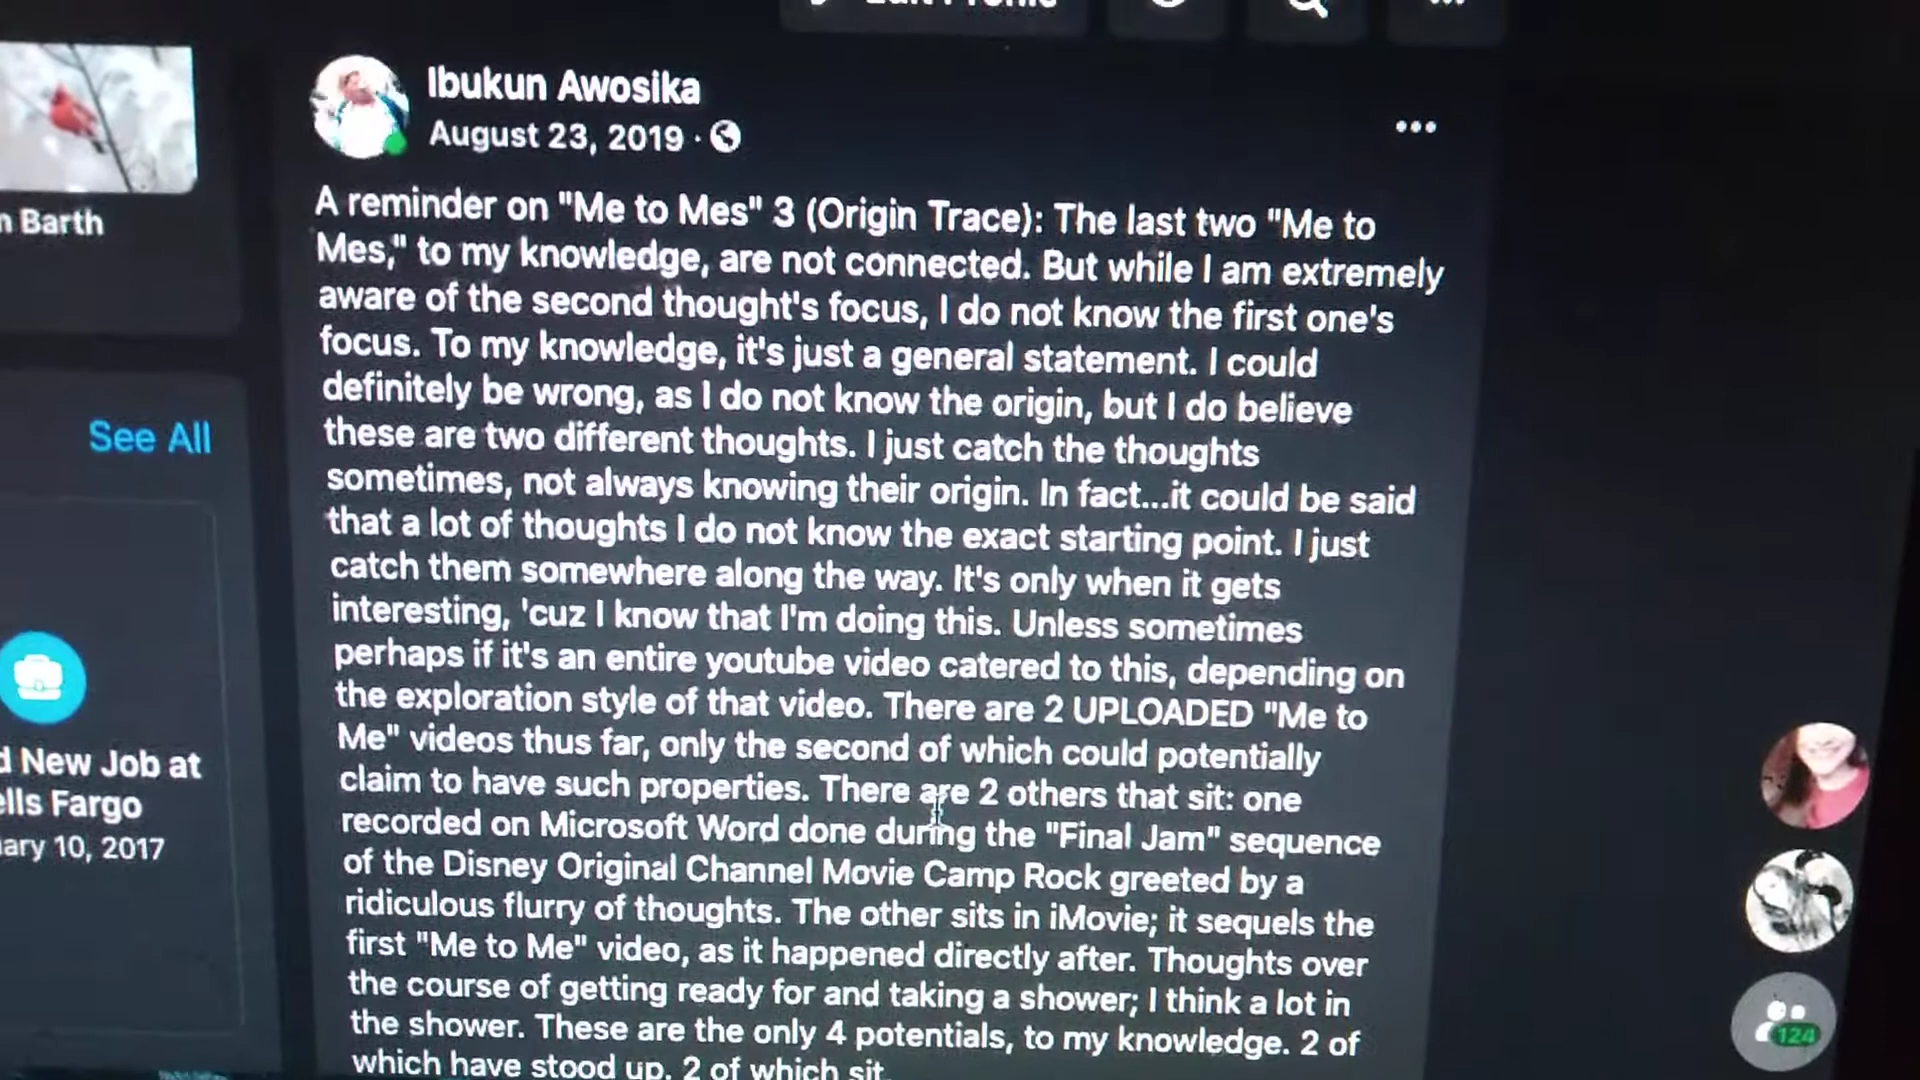 Edit Profile
Ibukun Awosika
August 23, 2019 ·
A reminder on "Me to Mes" 3 (Origin Trace): The last two "Me to
Mes," to my knowledge, are not connected. But while I am extremely
aware of the second thought's focus, I do not know the first one's
focus. To my knowledge, it's just a general statement. I could
definitely be wrong, as I do not know the origin, but I do believe
these are two different thoughts. I just catch the thoughts
sometimes, not always knowing their origin. In fact...it could be said
that a lot of thoughts I do not know the exact starting point. I just
catch them somewhere along the way. It's only when it gets
interesting, 'cuz I know that I'm doing this. Unless sometimes
perhaps if it's an entire youtube video catered to this, depending on
the exploration style of that video. There are 2 UPLOADED "Me to
Me" videos thus far, only the second of which could potentially
claim to have such properties. There are 2 others that sit: one
recorded on Microsoft Word done during the "Final Jam" sequence
of the Disney Original Channel Movie Camp Rock greeted by a
ridiculous flurry of thoughts. The other sits in iMovie; it sequels the
first "Me to Me" video, as it happened directly after. Thoughts over
the course of getting ready for and taking a shower; I think a lot in
the shower. These are the only 4 potentials, to my knowledge. 2 of
which have stood up. 2 of which sit.
n Barth
See All
d New Job at
ells Fargo
ary 10, 2017
124